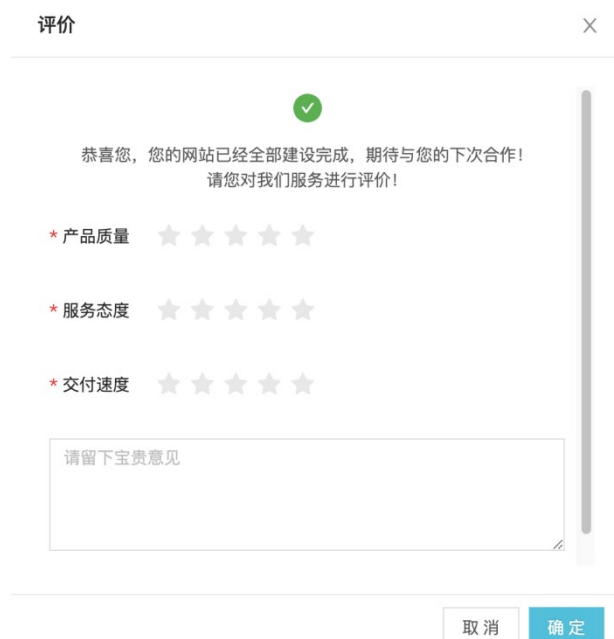 评价
恭喜您，您的网站已经全部建设完成，期待与您的下次合作！
请您对我们服务进行评价！
* 产品质量
* 服务态度
* 交付速度
请留下宝贵意见
取 消
确 定